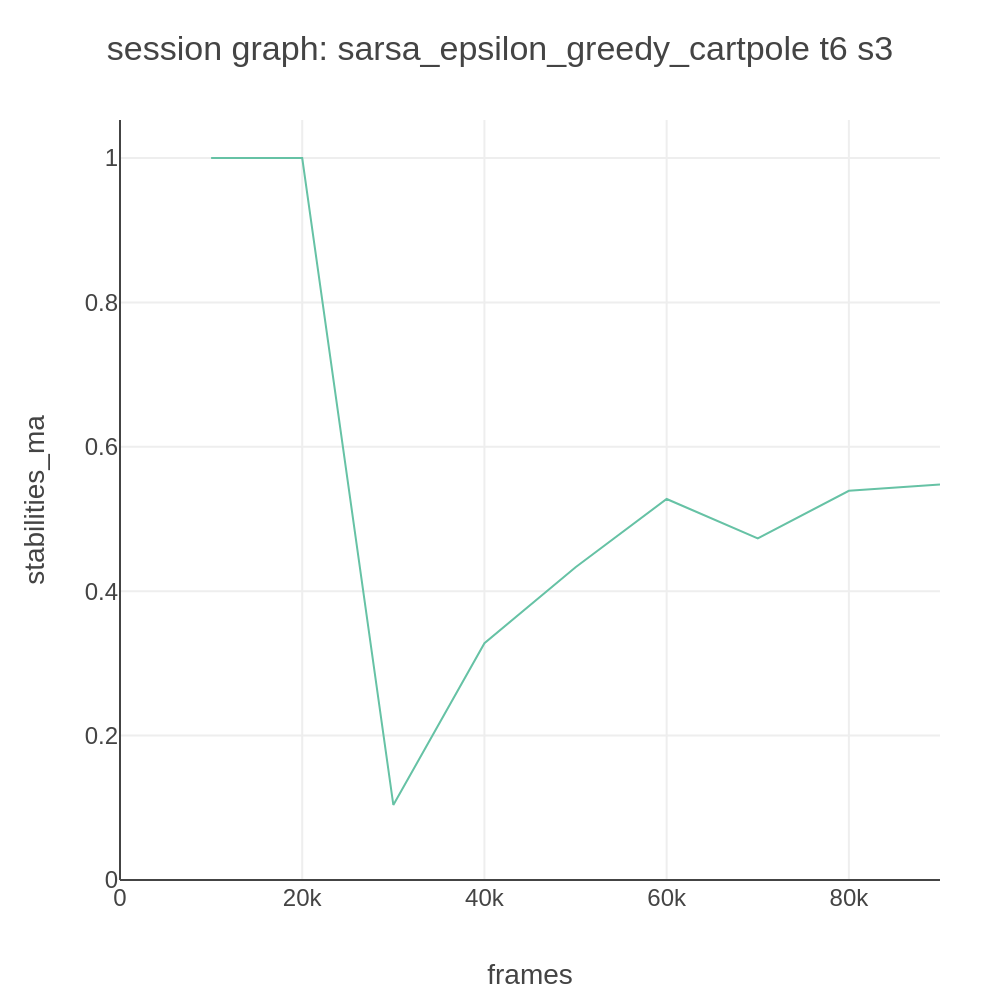 session graph: sarsa_epsilon_greedy_cartpole t6 s3
1
0.8
0.6
0.4
0.2
0
stabilities_ma
0
20k
40k
60k
80k
frames